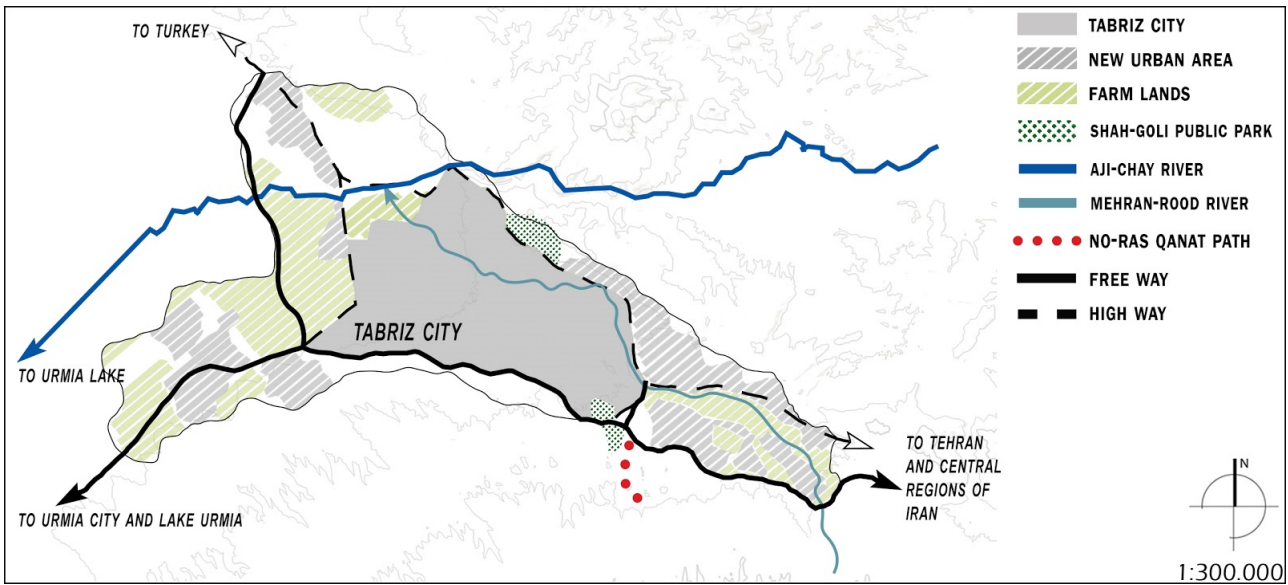 TO TURKEY
TABRIZ CITY
NEW URBAN AREA
FARM LANDS
SHAH-GOLI PUBLIC PARK
AJI-CHAY RIVER
MEHRAN-ROOD RIVER
NO-RAS QANAT PATH
FREE WAY
HIGH WAY
TABRIZ CITY
TO URMIA LAKE
TO TEHRAN
AND CENTRAL
REGIONS OF
IRAN
TO URMIA CITY AND LAKE URMIA
N
1:300.000